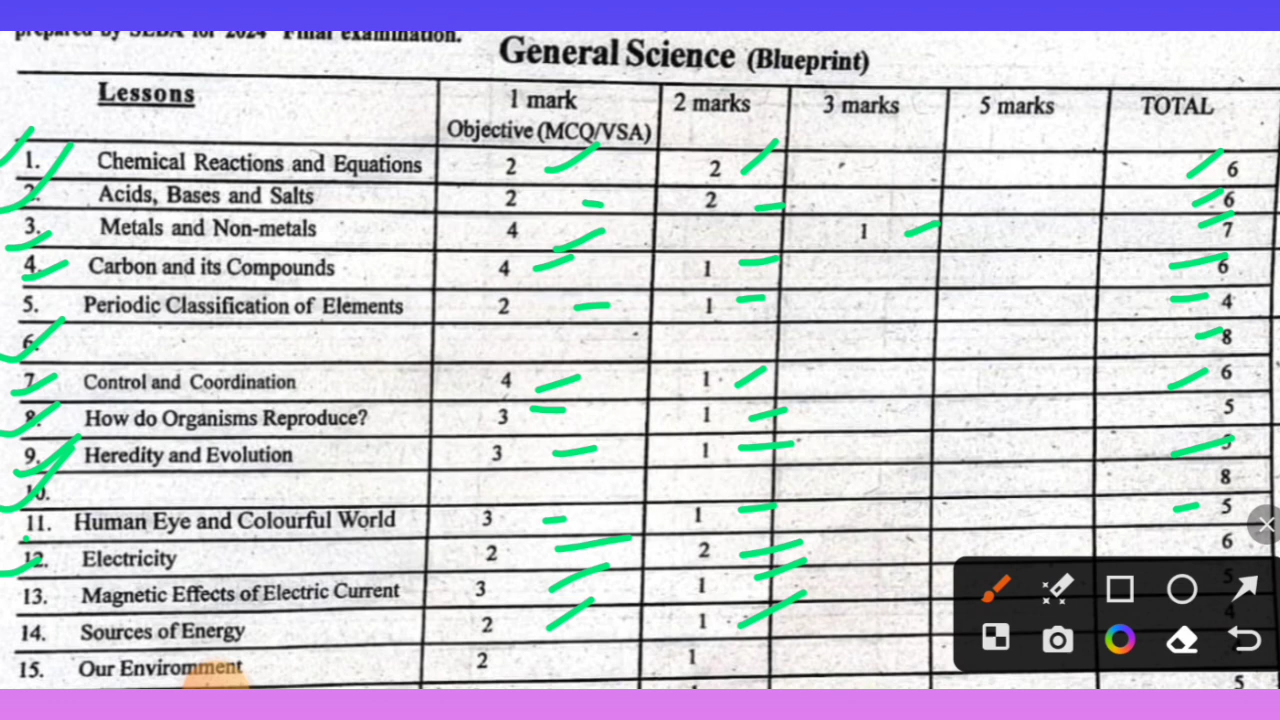 prepared by SEBA for 2024 Final examination.
General Science (Blueprint)
Lessons 1 mark Objective (MCQ/VSA) 2 marks 3 marks 5 marks TOTAL
1. Chemical Reactions and Equations 2 2 6
2. Acids, Bases and Salts 2 2 6
3. Metals and Non-metals 4 1 7
4. Carbon and its Compounds 4 1 6
5. Periodic Classification of Elements 2 1 4
6. 8
7. Control and Coordination 4 1 6
8. How do Organisms Reproduce? 3 1 5
9. Heredity and Evolution 3 1 5
10. 8
11. Human Eye and Colourful World 3 1 5
12. Electricity 2 2 6
13. Magnetic Effects of Electric Current 3 1 5
14. Sources of Energy 2 1 4
15. Our Enviromment 2 1
5